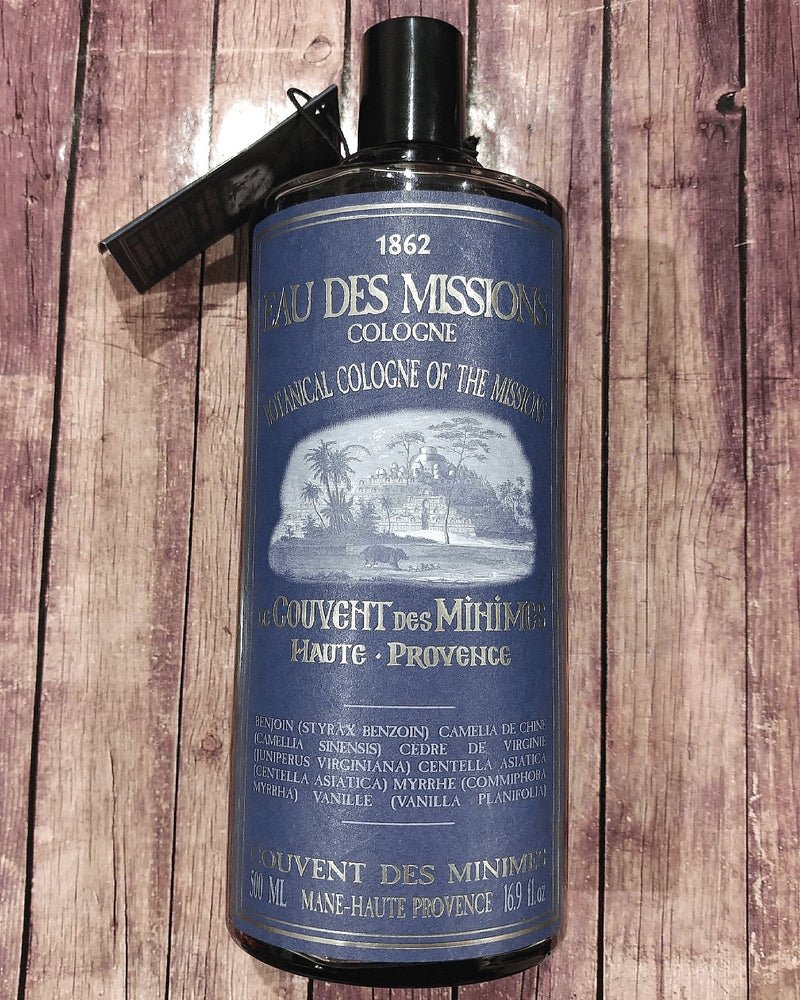 1862
EAU DES MISSIONS
COLOGNE
BOTANICAL COLOGNE OF THE MISSIONS
LE COUVENT DES MINIMES
HAUTE · PROVENCE
BENJOIN (STYRAX BENZOIN) CAMELIA DE CHINE
(CAMELLIA SINENSIS) CEDRE DE VIRGINIE
(JUNIPERUS VIRGINIANA) CENTELLA ASIATICA
(CENTELLA ASIATICA) MYRRHE (COMMIPHORA
MYRRHA) VANILLE (VANILLA PLANIFOLIA)
COUVENT DES MINIMES
500 ML MANE-HAUTE PROVENCE 16.9 fl.oz